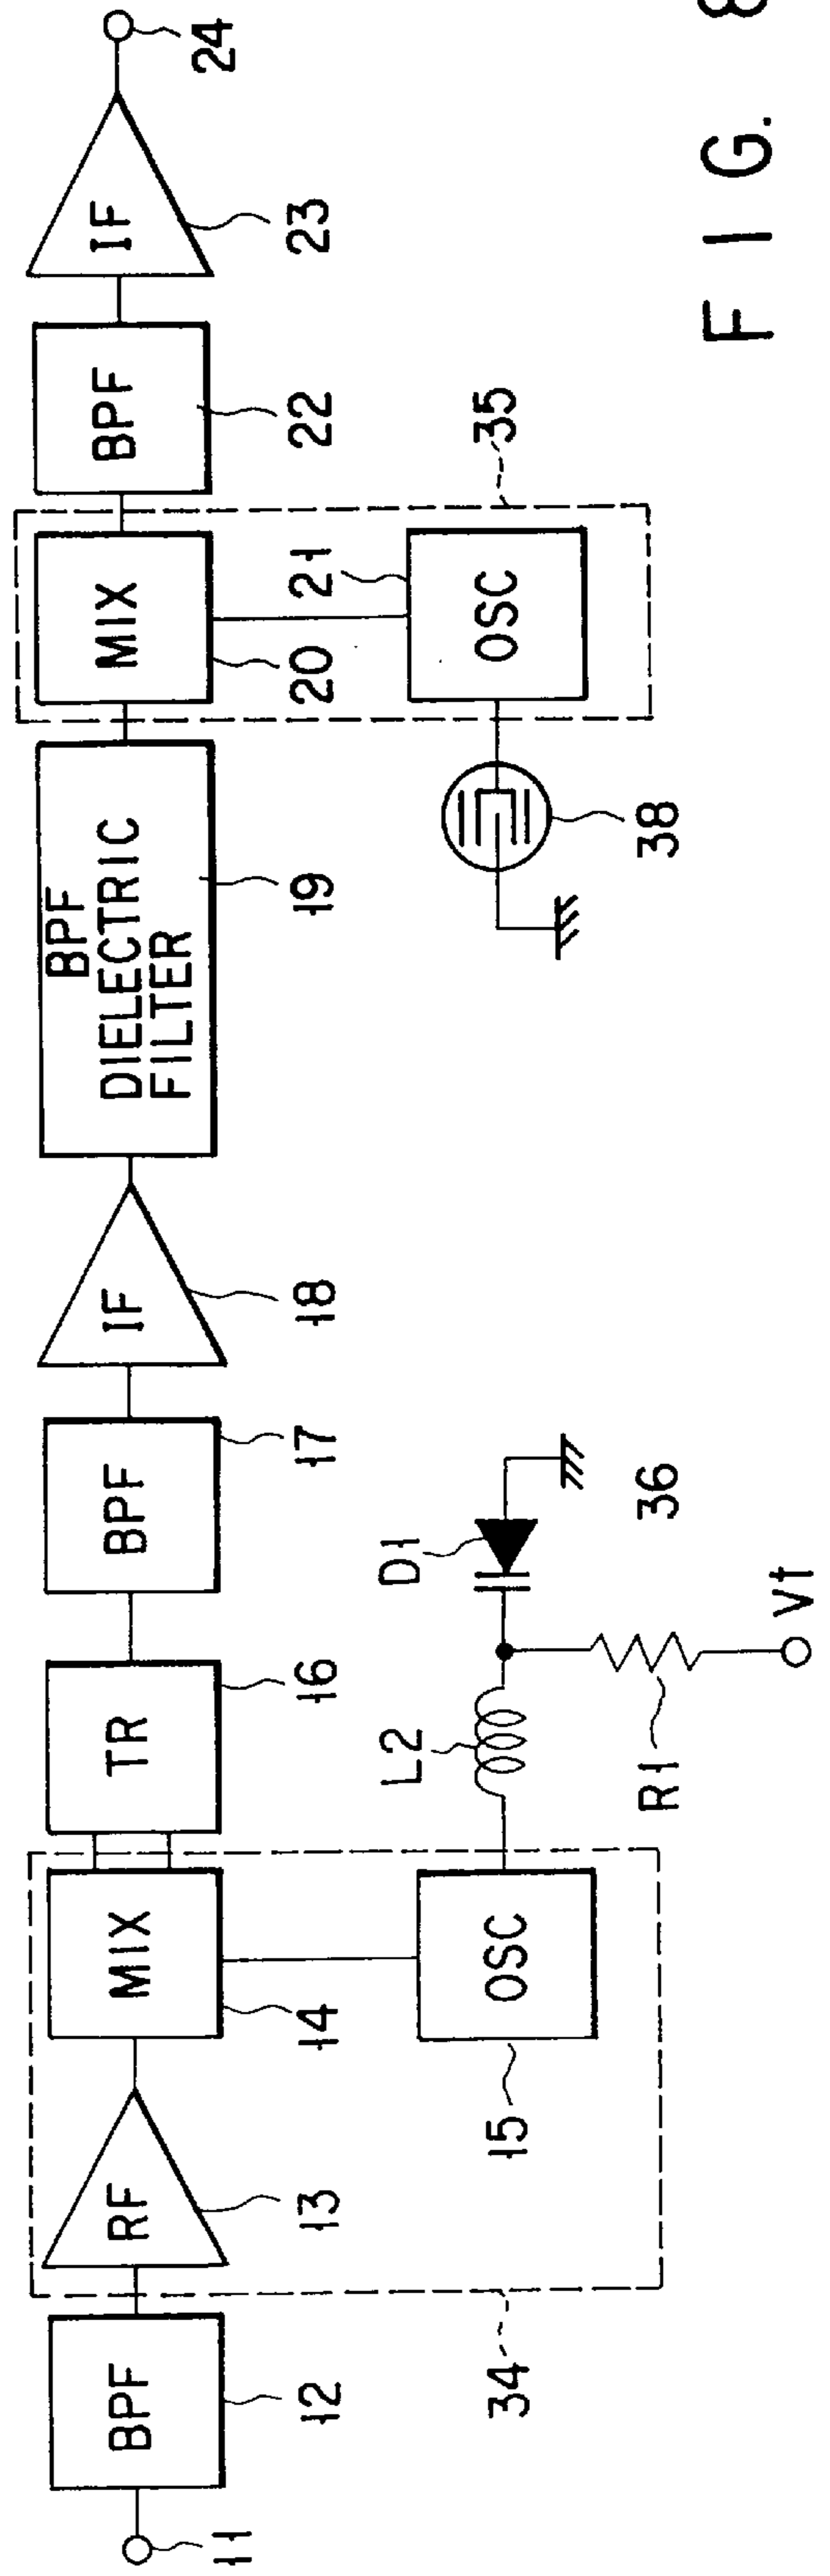 11
BPF
12
RF
13
MIX
14
OSC
15
34
TR
16
BPF
17
IF
18
BPF
DIELECTRIC
FILTER
19
MIX
20
OSC
21
35
38
BPF
22
IF
23
24
L2
D1
R1
Vt
36
FIG. 8